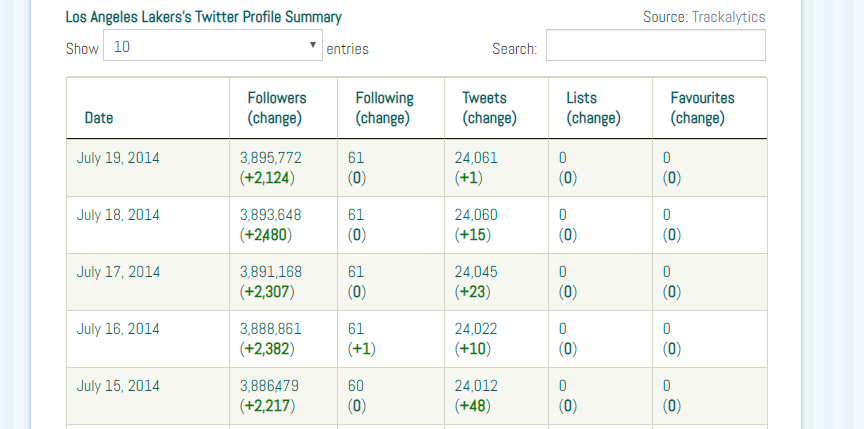 Los Angeles Lakers's Twitter Profile Summary Source: Trackalytics
Show 10 entries Search:
Date Followers (change) Following (change) Tweets (change) Lists (change) Favourites (change)
July 19, 2014 3,895,772 61 24,061 0 0
(+2,124) (0) (+1) (0) (0)
July 18, 2014 3,893,648 61 24,060 0 0
(+2,480) (0) (+15) (0) (0)
July 17, 2014 3,891,168 61 24,045 0 0
(+2,307) (0) (+23) (0) (0)
July 16, 2014 3,888,861 61 24,022 0 0
(+2,382) (+1) (+10) (0) (0)
July 15, 2014 3,886,479 60 24,012 0 0
(+2,217) (0) (+48) (0) (0)